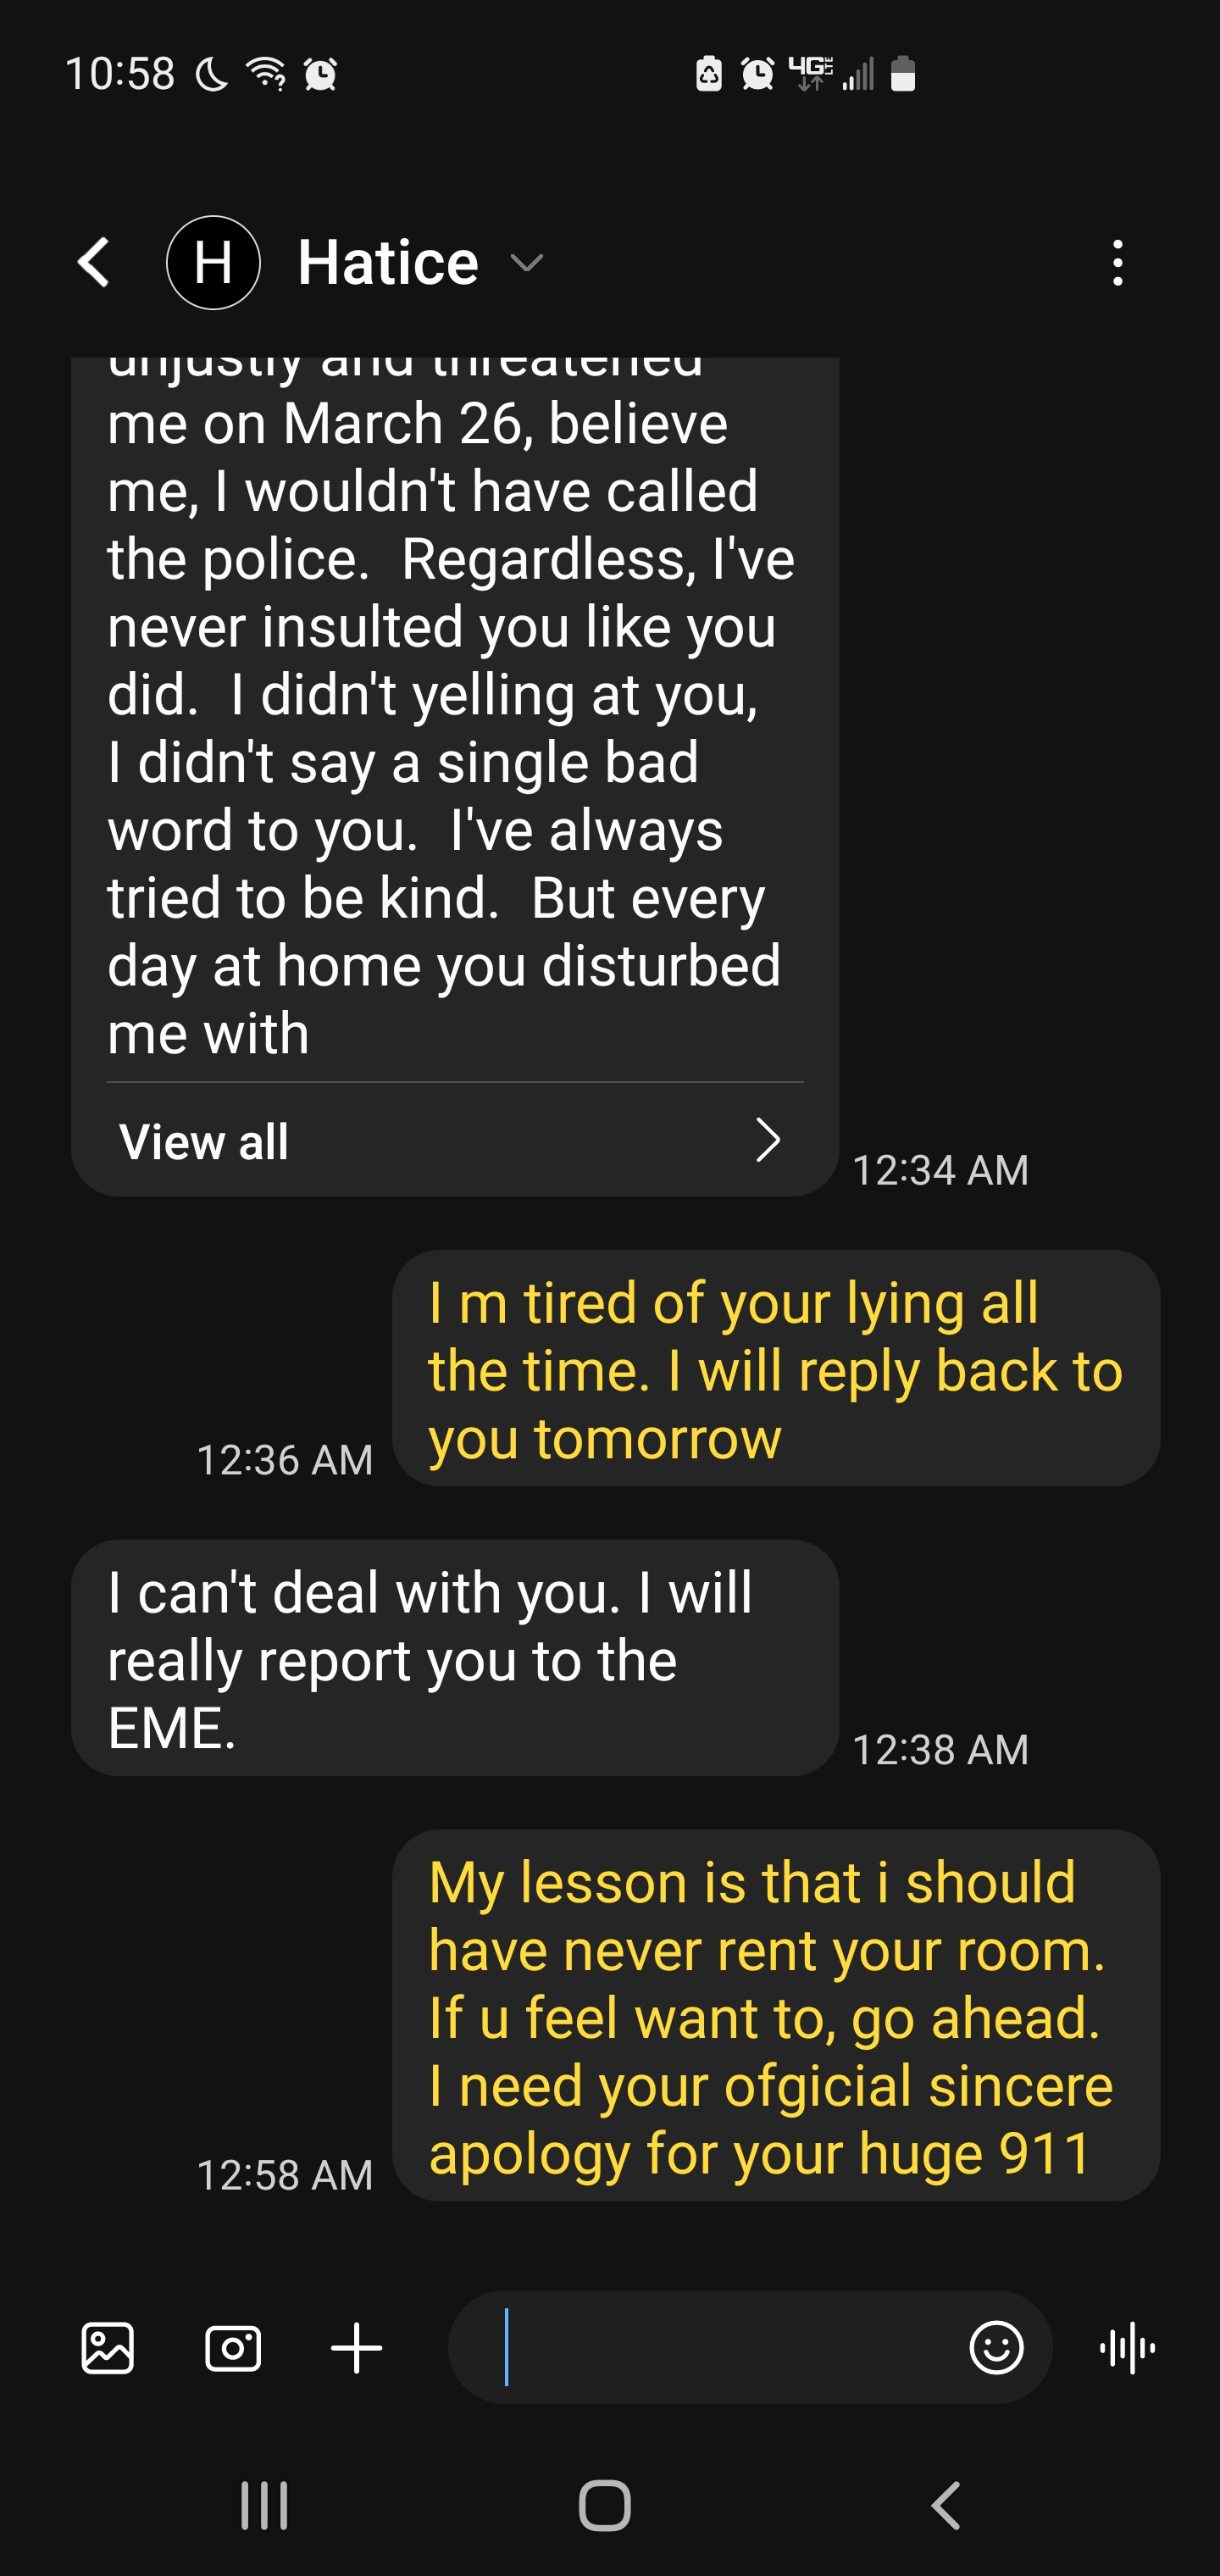 10:58
4G LTE
H Hatice
unjustly and threatened
me on March 26, believe
me, I wouldn't have called
the police. Regardless, I've
never insulted you like you
did. I didn't yelling at you,
I didn't say a single bad
word to you. I've always
tried to be kind. But every
day at home you disturbed
me with
View all
12:34 AM
I m tired of your lying all
the time. I will reply back to
you tomorrow
12:36 AM
I can't deal with you. I will
really report you to the
EME.
12:38 AM
My lesson is that i should
have never rent your room.
If u feel want to, go ahead.
I need your ofgicial sincere
apology for your huge 911
12:58 AM